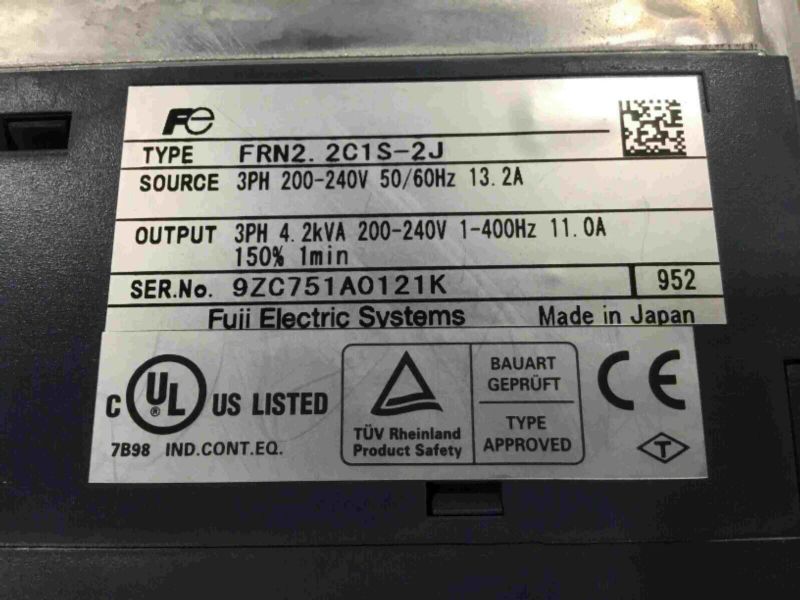 Fe
TYPE FRN2.2C1S-2J
SOURCE 3PH 200-240V 50/60Hz 13.2A
OUTPUT 3PH 4.2kVA 200-240V 1-400Hz 11.0A
150% 1min
SER.No. 9ZC751A0121K 952
Fuji Electric Systems Made in Japan
C UL ® US LISTED
7B98 IND.CONT.EQ.
TÜV Rheinland
Product Safety
BAUART
GEPRÜFT
TYPE
APPROVED
CE
T